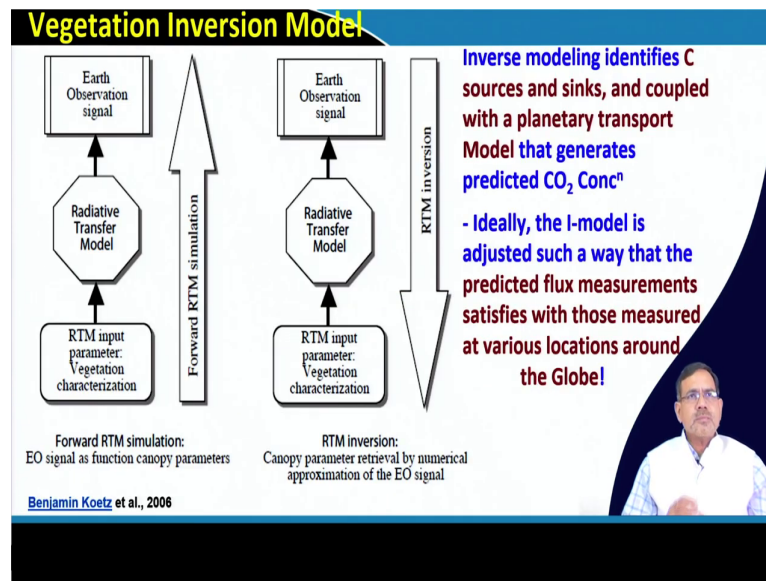 Vegetation Inversion Model
Earth
Observation
signal
Radiative
Transfer
Model
RTM input
parameter:
Vegetation
characterization
Forward RTM simulation
Forward RTM simulation:
EO signal as function canopy parameters
Earth
Observation
signal
Radiative
Transfer
Model
RTM input
parameter:
Vegetation
characterization
RTM inversion
RTM inversion:
Canopy parameter retrieval by numerical
approximation of the EO signal
Benjamin Koetz et al., 2006
Inverse modeling identifies C
sources and sinks, and coupled
with a planetary transport
Model that generates
predicted CO₂ Concⁿ
- Ideally, the I-model is
adjusted such a way that the
predicted flux measurements
satisfies with those measured
at various locations around
the Globe!